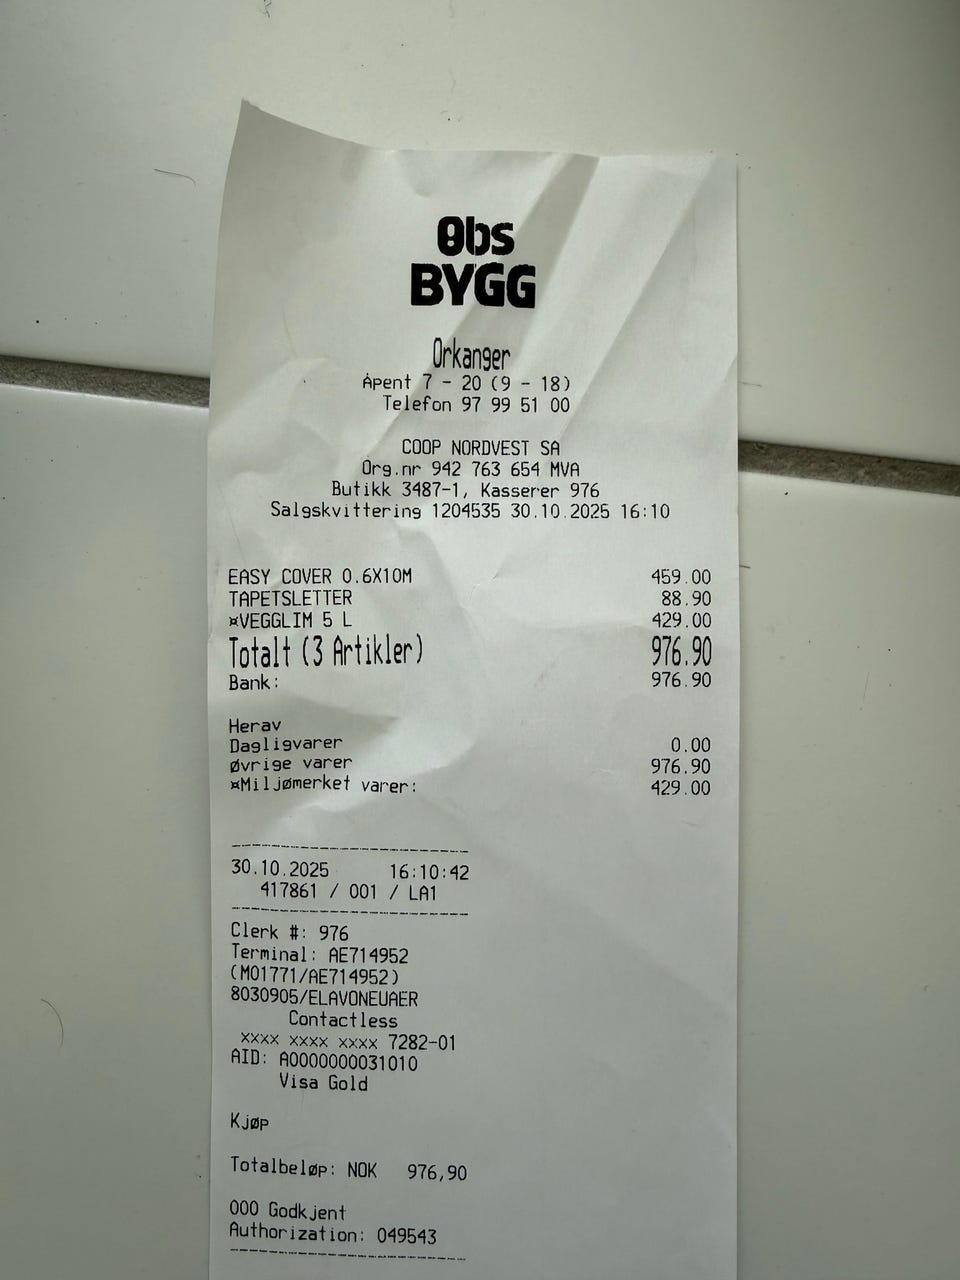 Obs
BYGG
Orkanger
Åpent 7 - 20 (9 - 18)
Telefon 97 99 51 00
COOP NORDVEST SA
Org.nr 942 763 654 MVA
Butikk 3487-1, Kasserer 976
Salgskvittering 1204535 30.10.2025 16:10
EASY COVER 0.6X10M 459.00
TAPETSLETTER 88.90
¤VEGGLIM 5 L 429.00
Totalt (3 Artikler) 976.90
Bank: 976.90
Herav
Dagligvarer 0.00
Øvrige varer 976.90
¤Miljømerket varer: 429.00
30.10.2025 16:10:42
417861 / 001 / LA1
Clerk #: 976
Terminal: AE714952
(M01771/AE714952)
8030905/ELAVONEUAER
Contactless
xxxx xxxx xxxx 7282-01
AID: A0000000031010
Visa Gold
Kjøp
Totalbeløp: NOK 976,90
000 Godkjent
Authorization: 049543